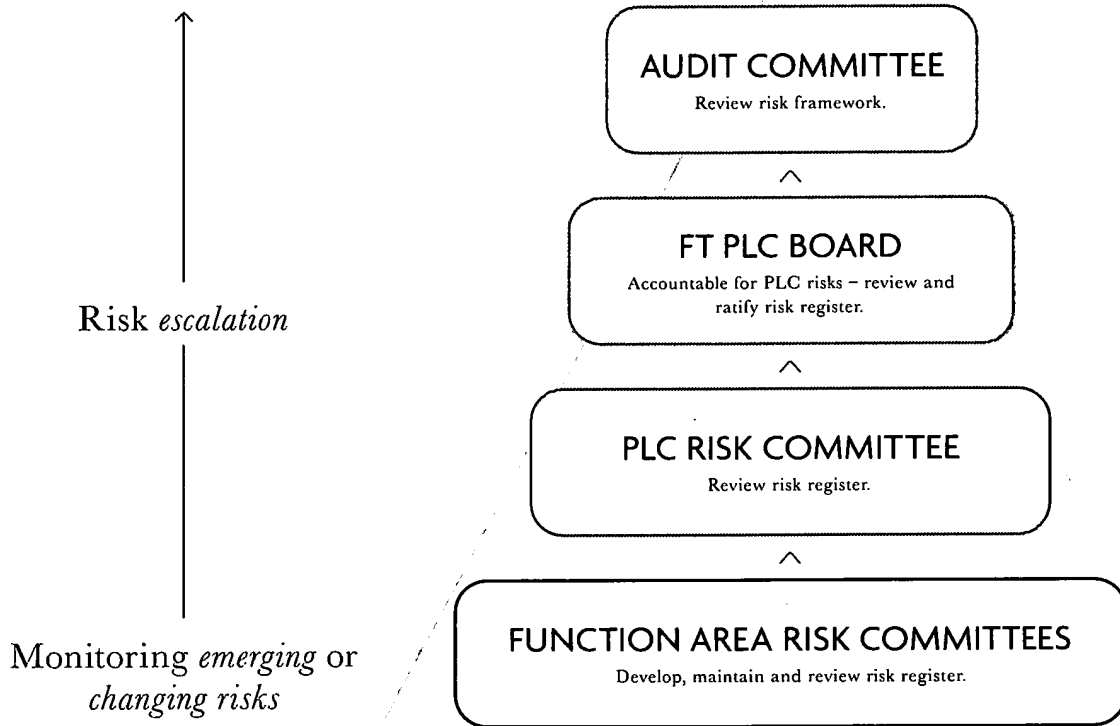 AUDIT COMMITTEE
Review risk framework.
FT PLC BOARD
Accountable for PLC risks – review and
ratify risk register.
Risk escalation
PLC RISK COMMITTEE
Review risk register.
FUNCTION AREA RISK COMMITTEES
Develop, maintain and review risk register.
Monitoring emerging or
changing risks